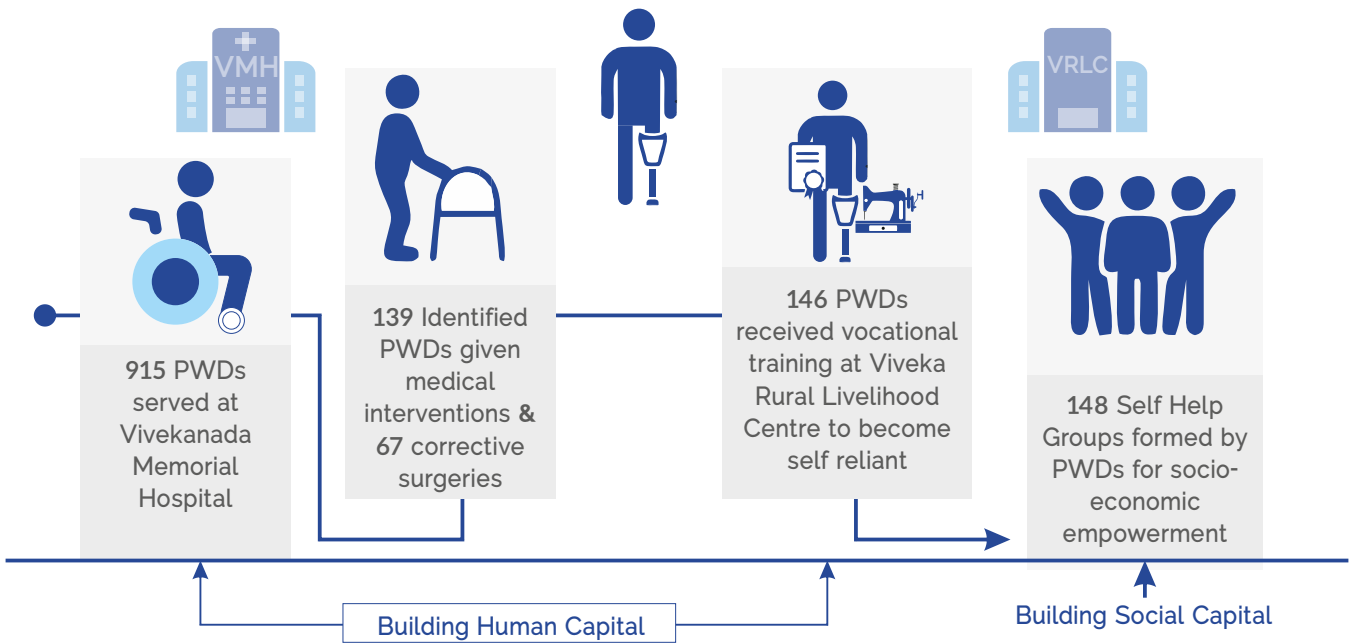 VMH
VRLC
915 PWDs
served at
Vivekanada
Memorial
Hospital
139 Identified
PWDs given
medical
interventions &
67 corrective
surgeries
146 PWDs
received vocational
training at Viveka
Rural Livelihood
Centre to become
self reliant
148 Self Help
Groups formed by
PWDs for socio-
economic
empowerment
Building Human Capital
Building Social Capital